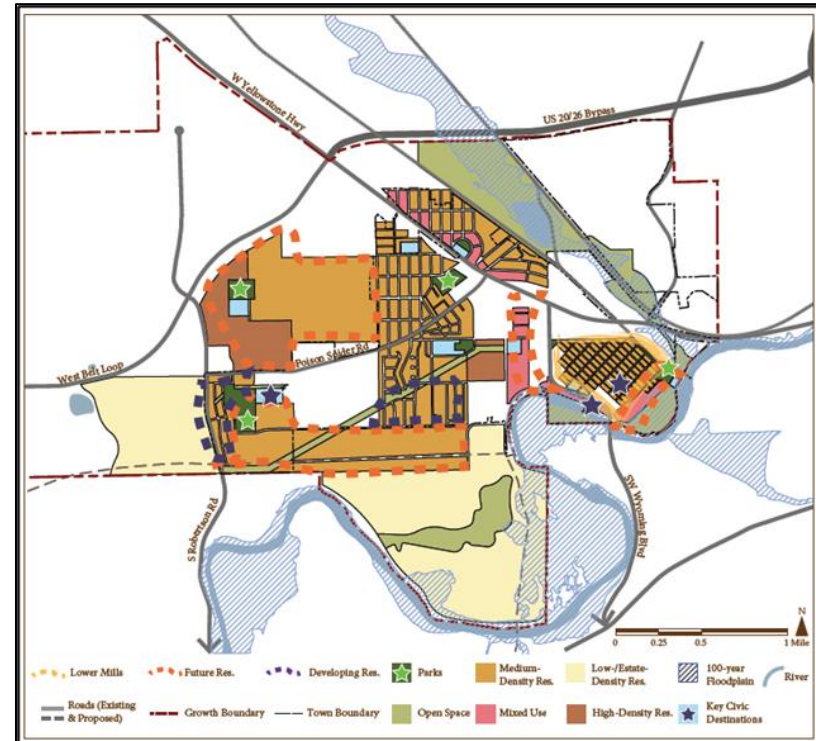 W Yellowstone Hwy
US 20/26 Bypass
Poison Spider Rd
West Belt Loop
S Robertson Rd
SW Wyoming Blvd
N
0 0.25 0.5 1 Mile
Lower Mills
Future Res.
Developing Res.
Parks
Medium-
Density Res.
Low-/Estate-
Density Res.
100-year
Floodplain
River
Roads (Existing
& Proposed)
Growth Boundary
Town Boundary
Open Space
Mixed Use
High-Density Res.
Key Civic
Destinations